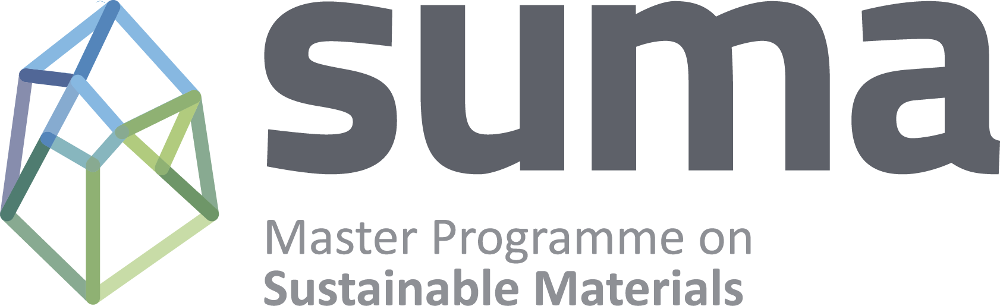 suma
Master Programme on
Sustainable Materials